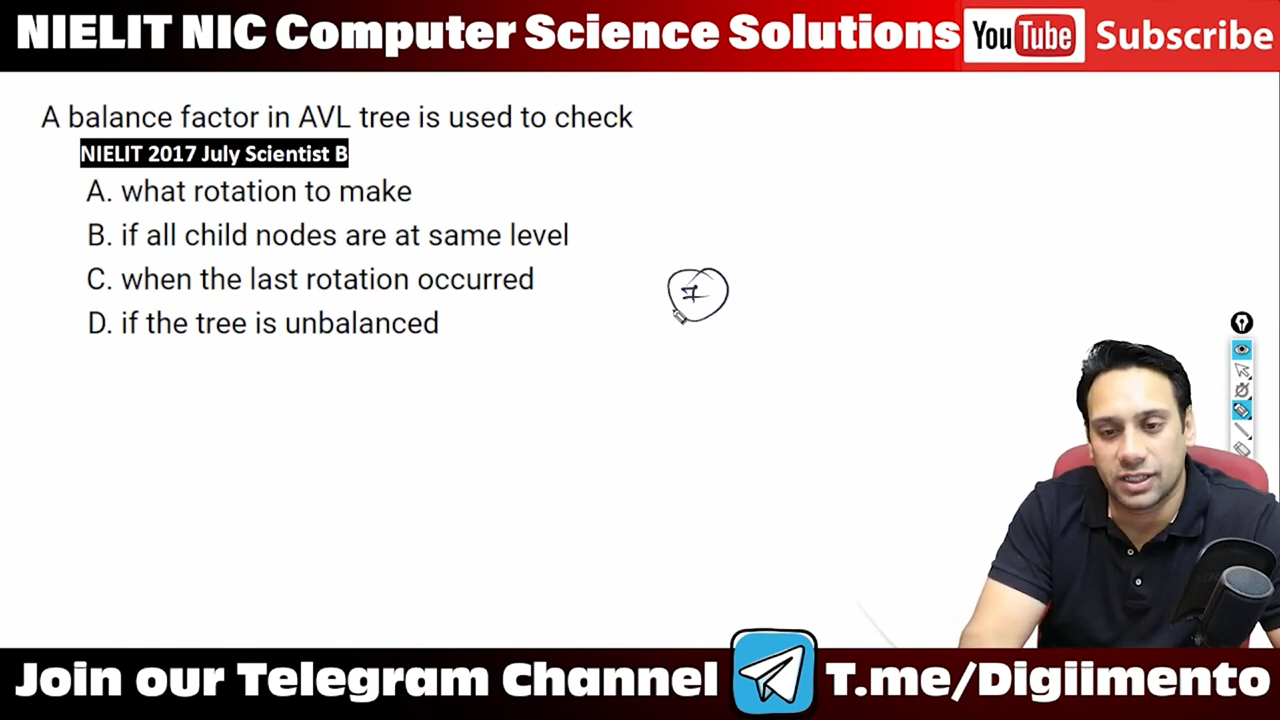 NIELIT NIC Computer Science Solutions YouTube Subscribe
A balance factor in AVL tree is used to check
NIELIT 2017 July Scientist B
A. what rotation to make
B. if all child nodes are at same level
C. when the last rotation occurred
7
D. if the tree is unbalanced
Join our Telegram Channel T.me/Digiimento